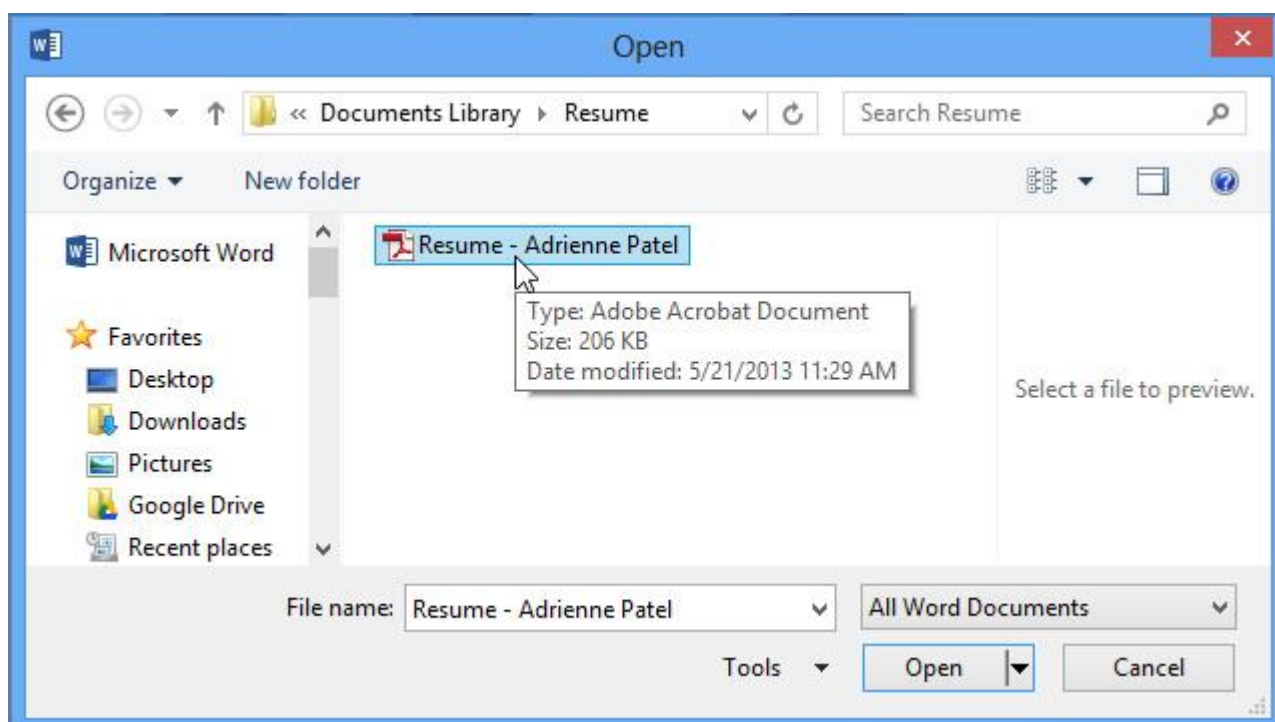 Open
« Documents Library Resume
Search Resume
Organize
New folder
Microsoft Word
Favorites
Desktop
Downloads
Pictures
Google Drive
Recent places
Resume - Adrienne Patel
Type: Adobe Acrobat Document
Size: 206 KB
Date modified: 5/21/2013 11:29 AM
Select a file to preview.
File name: Resume - Adrienne Patel
All Word Documents
Tools
Open
Cancel